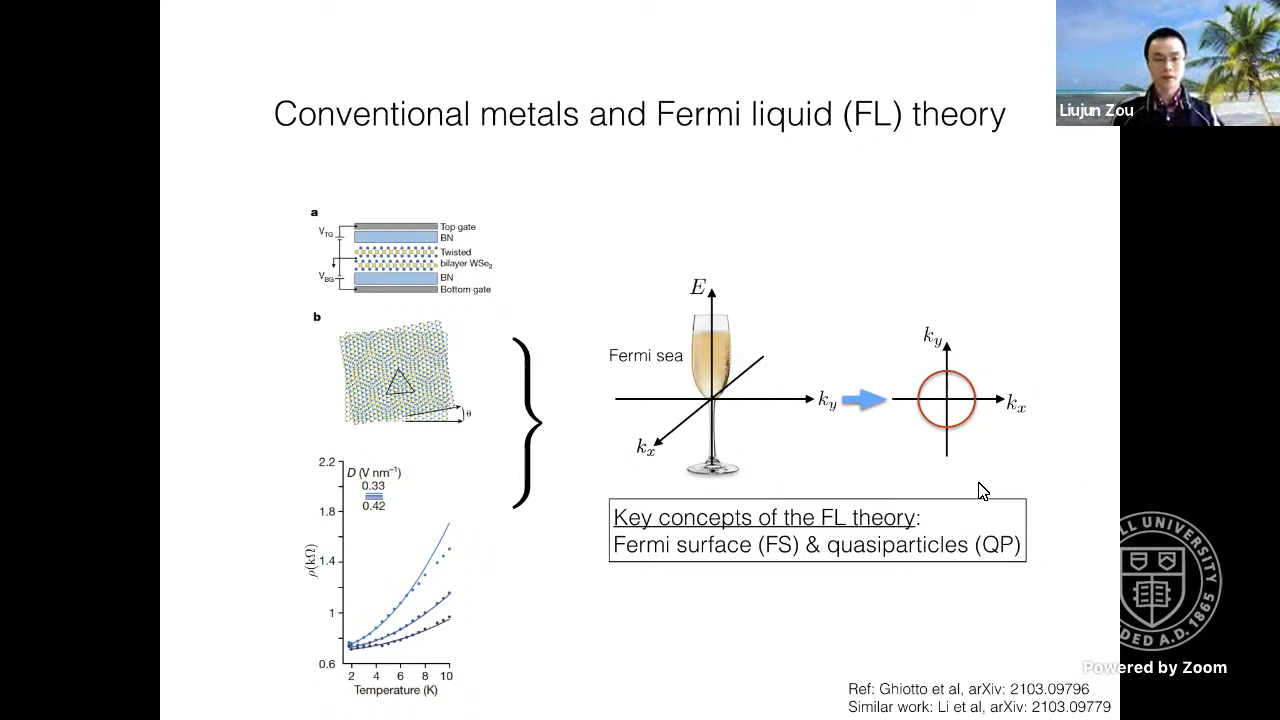 Liujun Zou
Conventional metals and Fermi liquid (FL) theory
a
V_TG
V_BG
Top gate
BN
Twisted
bilayer WSe₂
BN
Bottom gate
b
θ
2.2
1.8
1.4
1
0.6
ρ(kΩ)
D (V nm⁻¹)
0.33
0.42
2 4 6 8 10
Temperature (K)
E
Fermi sea
k_y
k_x
k_y
k_x
Key concepts of the FL theory:
Fermi surface (FS) & quasiparticles (QP)
Ref: Ghiotto et al, arXiv: 2103.09796
Similar work: Li et al, arXiv: 2103.09779
UNIVERSITY
A.D. 1865
Powered by Zoom